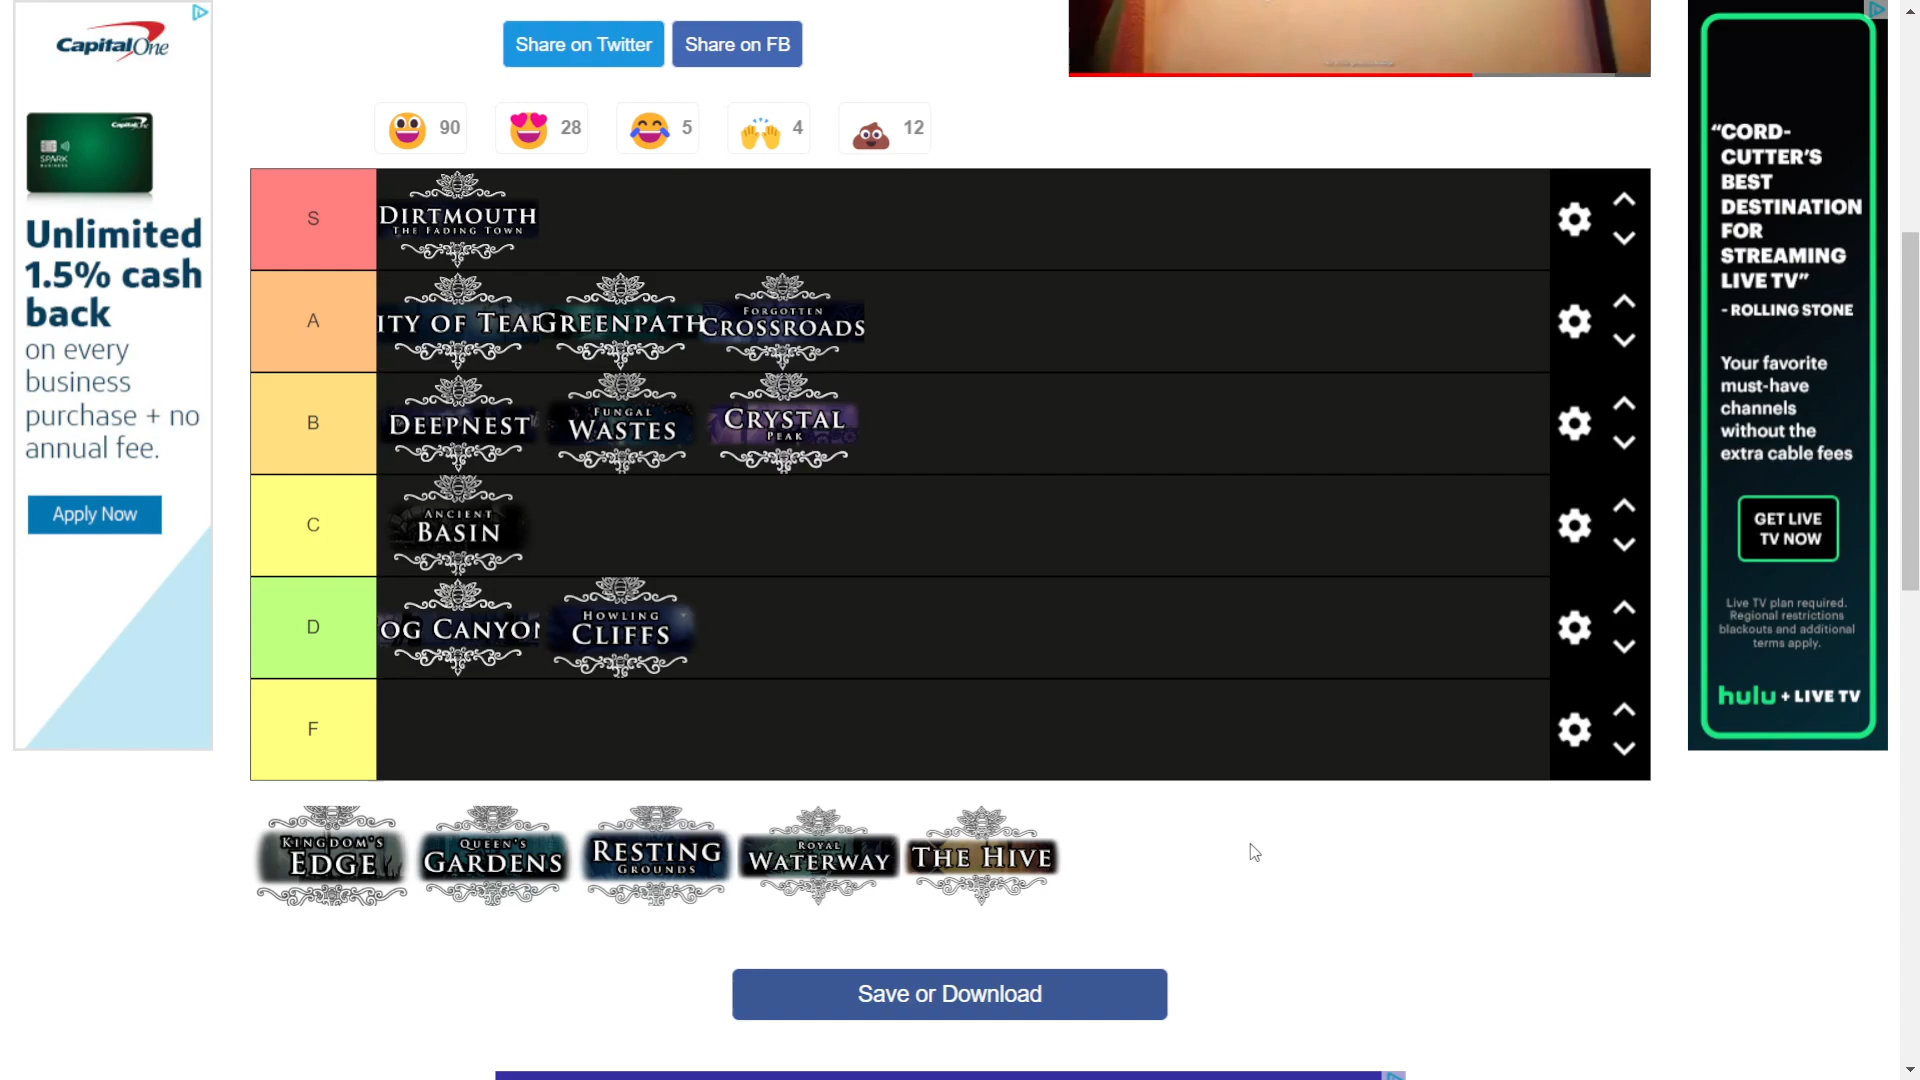 Capital One
SPARK
BUSINESS
Unlimited
1.5% cash
back
on every
business
purchase + no
annual fee.
Apply Now
Share on Twitter
Share on FB
90
28
5
4
12
S
DIRTMOUTH
THE FADING TOWN
A
ITY OF TEAR
GREENPATH
FORGOTTEN
CROSSROADS
B
DEEPNEST
FUNGAL
WASTES
CRYSTAL
PEAK
C
ANCIENT
BASIN
D
OG CANYON
HOWLING
CLIFFS
F
KINGDOM'S
EDGE
QUEEN'S
GARDENS
RESTING
GROUNDS
ROYAL
WATERWAY
THE HIVE
Save or Download
“CORD-
CUTTER’S
BEST
DESTINATION
FOR
STREAMING
LIVE TV”
- ROLLING STONE
Your favorite
must-have
channels
without the
extra cable fees
GET LIVE
TV NOW
Live TV plan required.
Regional restrictions
blackouts and additional
terms apply.
hulu + LIVE TV